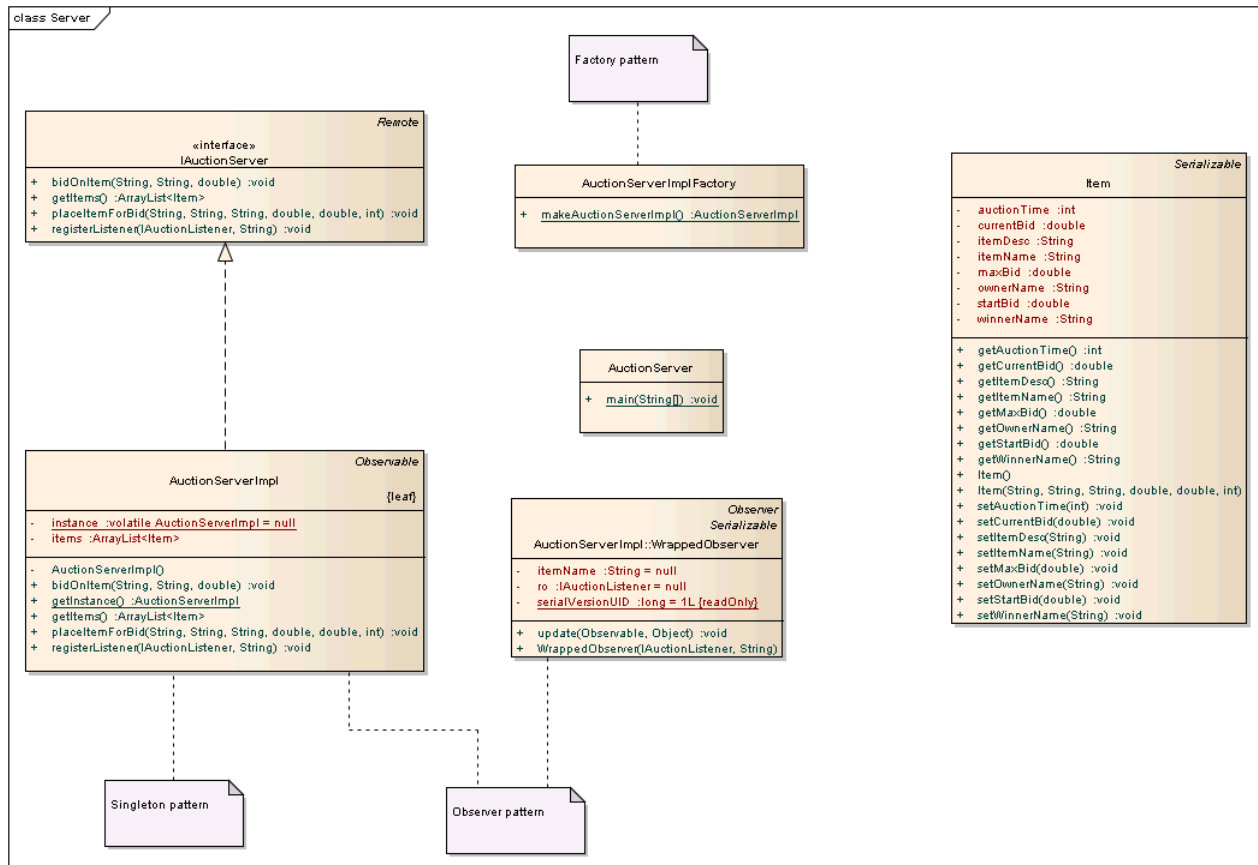 class Server
Factory pattern
Remote
«interface»
IAuctionServer
+ bidOnItem(String, String, double) :void
+ getItems() :ArrayList<Item>
+ placeItemForBid(String, String, String, double, double, int) :void
+ registerListener(IAuctionListener, String) :void
AuctionServerImplFactory
+ makeAuctionServerImpl() :AuctionServerImpl
Serializable
Item
- auctionTime :int
- currentBid :double
- itemDesc :String
- itemName :String
- maxBid :double
- ownerName :String
- startBid :double
- winnerName :String
+ getAuctionTime() :int
+ getCurrentBid() :double
+ getItemDesc() :String
+ getItemName() :String
+ getMaxBid() :double
+ getOwnerName() :String
+ getStartBid() :double
+ getWinnerName() :String
+ Item()
+ Item(String, String, String, double, double, int)
+ setAuctionTime(int) :void
+ setCurrentBid(double) :void
+ setItemDesc(String) :void
+ setItemName(String) :void
+ setMaxBid(double) :void
+ setOwnerName(String) :void
+ setStartBid(double) :void
+ setWinnerName(String) :void
AuctionServer
+ main(String[]) :void
Observable
AuctionServerImpl
{leaf}
- instance :volatile AuctionServerImpl = null
- items :ArrayList<Item>
- AuctionServerImpl()
+ bidOnItem(String, String, double) :void
+ getInstance() :AuctionServerImpl
+ getItems() :ArrayList<Item>
+ placeItemForBid(String, String, String, double, double, int) :void
+ registerListener(IAuctionListener, String) :void
Observer
Serializable
AuctionServerImpl::WrappedObserver
- itemName :String = null
- ro :IAuctionListener = null
- serialVersionUID :long = 1L {readOnly}
+ update(Observable, Object) :void
+ WrappedObserver(IAuctionListener, String)
Singleton pattern
Observer pattern